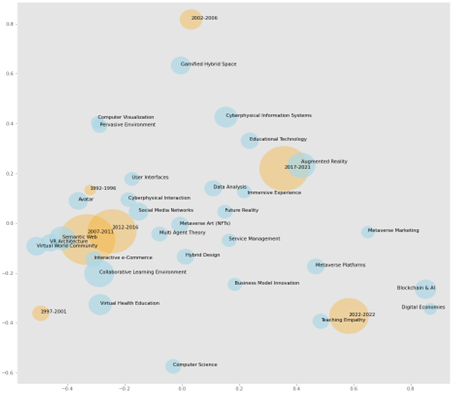 0.8
2002-2006
0.6
Gamified Hybrid Space
0.4
Computer Visualization
Cyberphysical Information Systems
Pervasive Environment
Educational Technology
Augmented Reality
2017-2021
0.2
User Interfaces
1992-1996
Data Analysis
Immersive Experience
Avatar
Cyberphysical Interaction
Social Media Networks
Future Reality
0.0
Metaverse Art (NFTs)
2012-2016
2007-2011
Multi Agent Theory
Metaverse Marketing
Semantic Web
VR Architecture
Service Management
Virtual World Community
Interactive e-Commerce
Hybrid Design
Metaverse Platforms
Collaborative Learning Environment
−0.2
Business Model Innovation
Blockchain & AI
Virtual Health Education
Digital Economies
1997-2001
2022-2022
Teaching Empathy
−0.4
Computer Science
−0.6
−0.4
−0.2
0.0
0.2
0.4
0.6
0.8